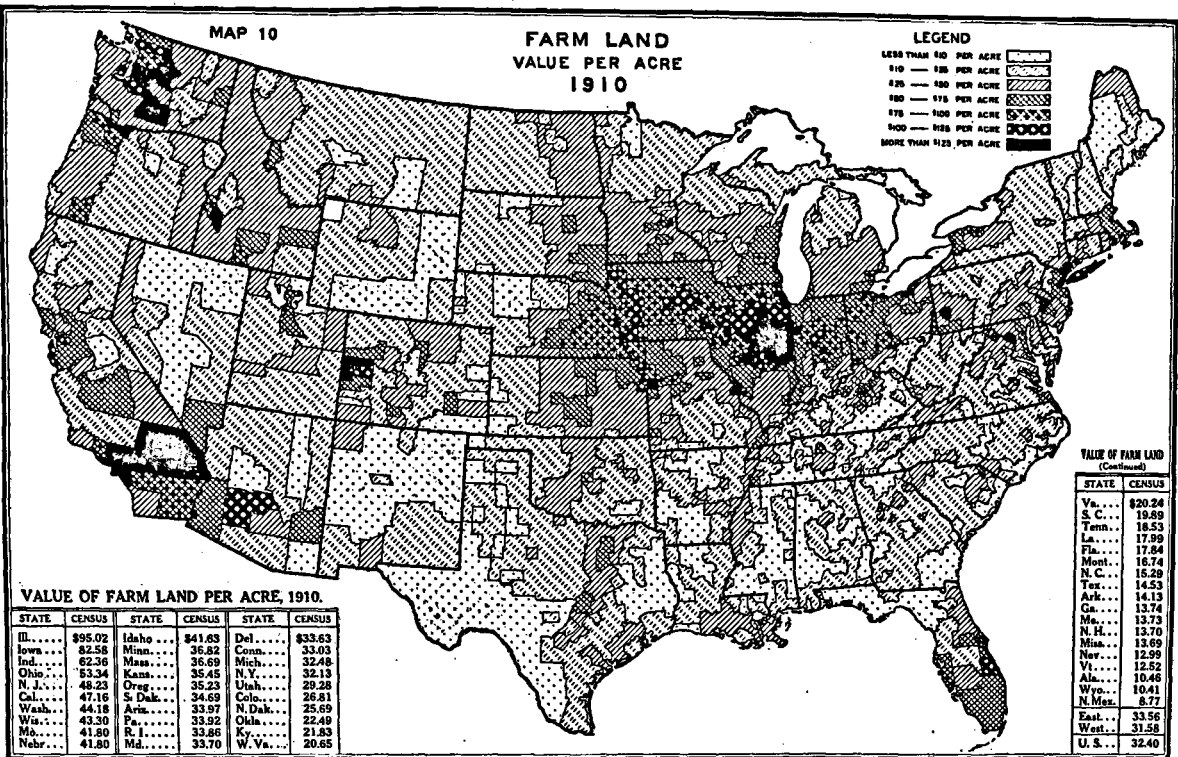 MAP 10
FARM LAND
VALUE PER ACRE
1910
LEGEND
LESS THAN $10 PER ACRE
$10 — $25 PER ACRE
$25 — $50 PER ACRE
$50 — $75 PER ACRE
$75 — $100 PER ACRE
$100 — $125 PER ACRE
MORE THAN $125 PER ACRE
VALUE OF FARM LAND PER ACRE, 1910.
STATE CENSUS STATE CENSUS STATE CENSUS
Ill..... $95.02 Idaho.. $41.63 Del..... $33.63
Iowa.... 82.58 Minn... 36.82 Conn.... 33.03
Ind..... 62.36 Mass... 36.69 Mich.... 32.48
Ohio.... 53.34 Kans... 35.45 N.Y..... 32.13
N. J.... 48.23 Oreg... 35.23 Utah.... 29.28
Cal..... 47.16 S. Dak.. 34.69 Colo.... 26.81
Wash.... 44.18 Ariz... 33.97 N. Dak.. 25.69
Wis..... 43.30 Pa..... 33.92 Okla.... 22.49
Mo...... 41.80 R. I.... 33.86 Ky...... 21.83
Nebr.... 41.80 Md..... 33.70 W. Va... 20.65
VALUE OF FARM LAND
(Continued)
STATE CENSUS
Va.... $20.24
S. C... 19.89
Tenn.. 18.53
La.... 17.99
Fla.... 17.84
Mont.. 16.74
N. C... 15.29
Tex... 14.53
Ark... 14.13
Ga.... 13.74
Me.... 13.73
N. H... 13.70
Miss... 13.69
Nev... 12.99
Vt.... 12.52
Ala.... 10.46
Wyo... 10.41
N. Mex. 8.77
East... 33.56
West.. 31.58
U. S... 32.40